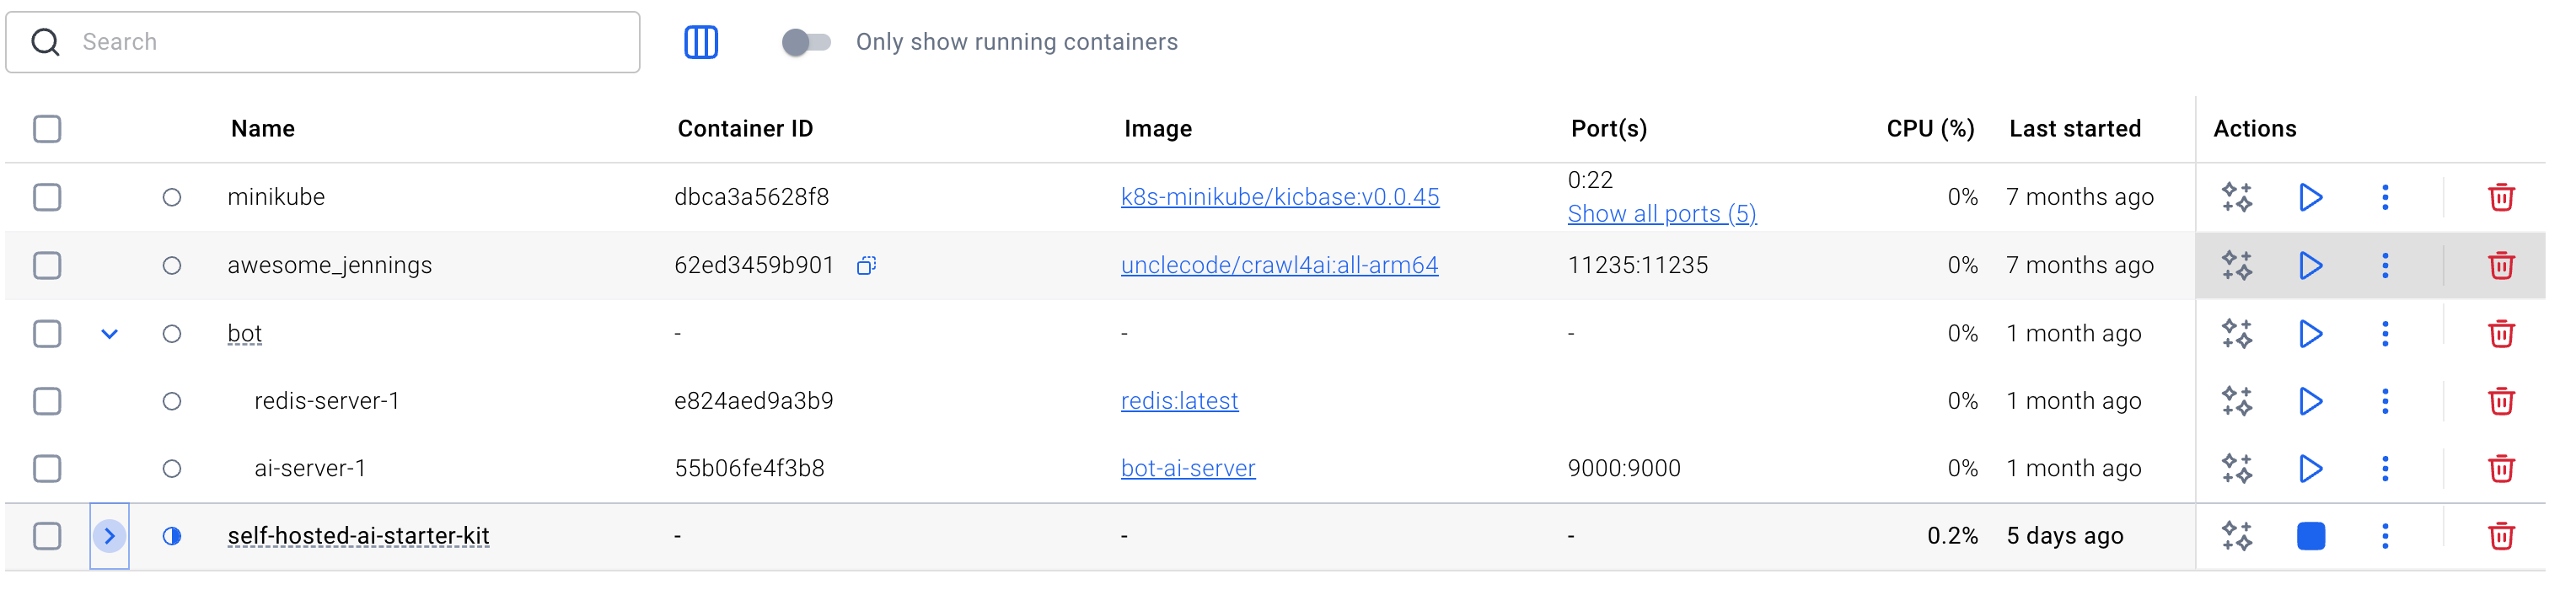 Search
Only show running containers
Name Container ID Image Port(s) CPU (%) Last started Actions
minikube dbca3a5628f8 k8s-minikube/kicbase:v0.0.45 0:22 Show all ports (5) 0% 7 months ago
awesome_jennings 62ed3459b901 unclecode/crawl4ai:all-arm64 11235:11235 0% 7 months ago
bot - - - 0% 1 month ago
redis-server-1 e824aed9a3b9 redis:latest 0% 1 month ago
ai-server-1 55b06fe4f3b8 bot-ai-server 9000:9000 0% 1 month ago
self-hosted-ai-starter-kit - - - 0.2% 5 days ago